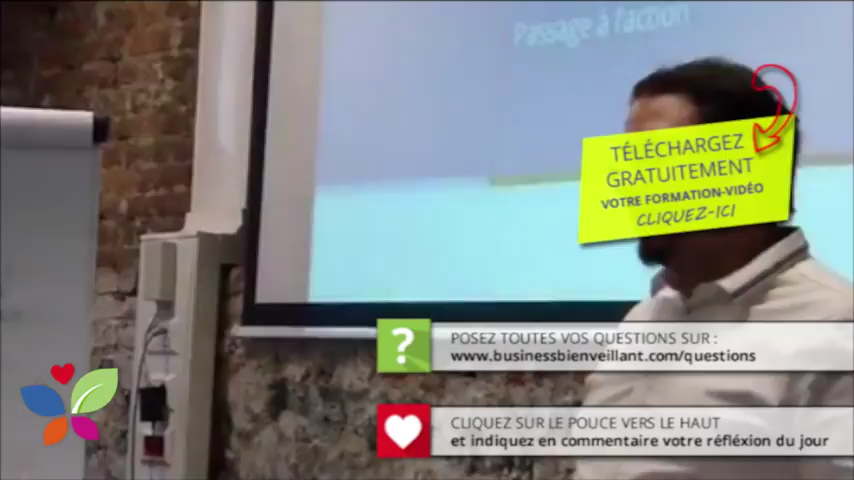 Passage à l'action
TÉLÉCHARGEZ
GRATUITEMENT
VOTRE FORMATION-VIDÉO
CLIQUEZ-ICI
?
POSEZ TOUTES VOS QUESTIONS SUR :
www.businessbienveillant.com/questions
CLIQUEZ SUR LE POUCE VERS LE HAUT
et indiquez en commentaire votre réfléxion du jour